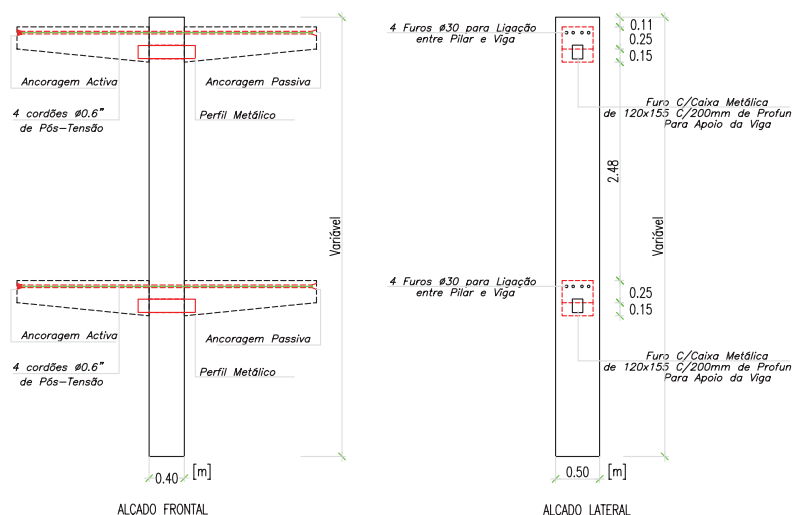 Ancoragem Activa
Ancoragem Passiva
4 cordões ø0.6"
de Pós-Tensão
Perfil Metálico
Ancoragem Activa
Ancoragem Passiva
4 cordões ø0.6"
de Pós-Tensão
Perfil Metálico
Variável
0.40
[m]
ALÇADO FRONTAL
4 Furos ø30 para Ligação
entre Pilar e Viga
0.11
0.25
0.15
Furo C/Caixa Metálica
de 120x155 C/200mm de Profun
Para Apoio da Viga
2.48
Variável
4 Furos ø30 para Ligação
entre Pilar e Viga
0.25
0.15
Furo C/Caixa Metálica
de 120x155 C/200mm de Profun
Para Apoio da Viga
0.50
[m]
ALÇADO LATERAL